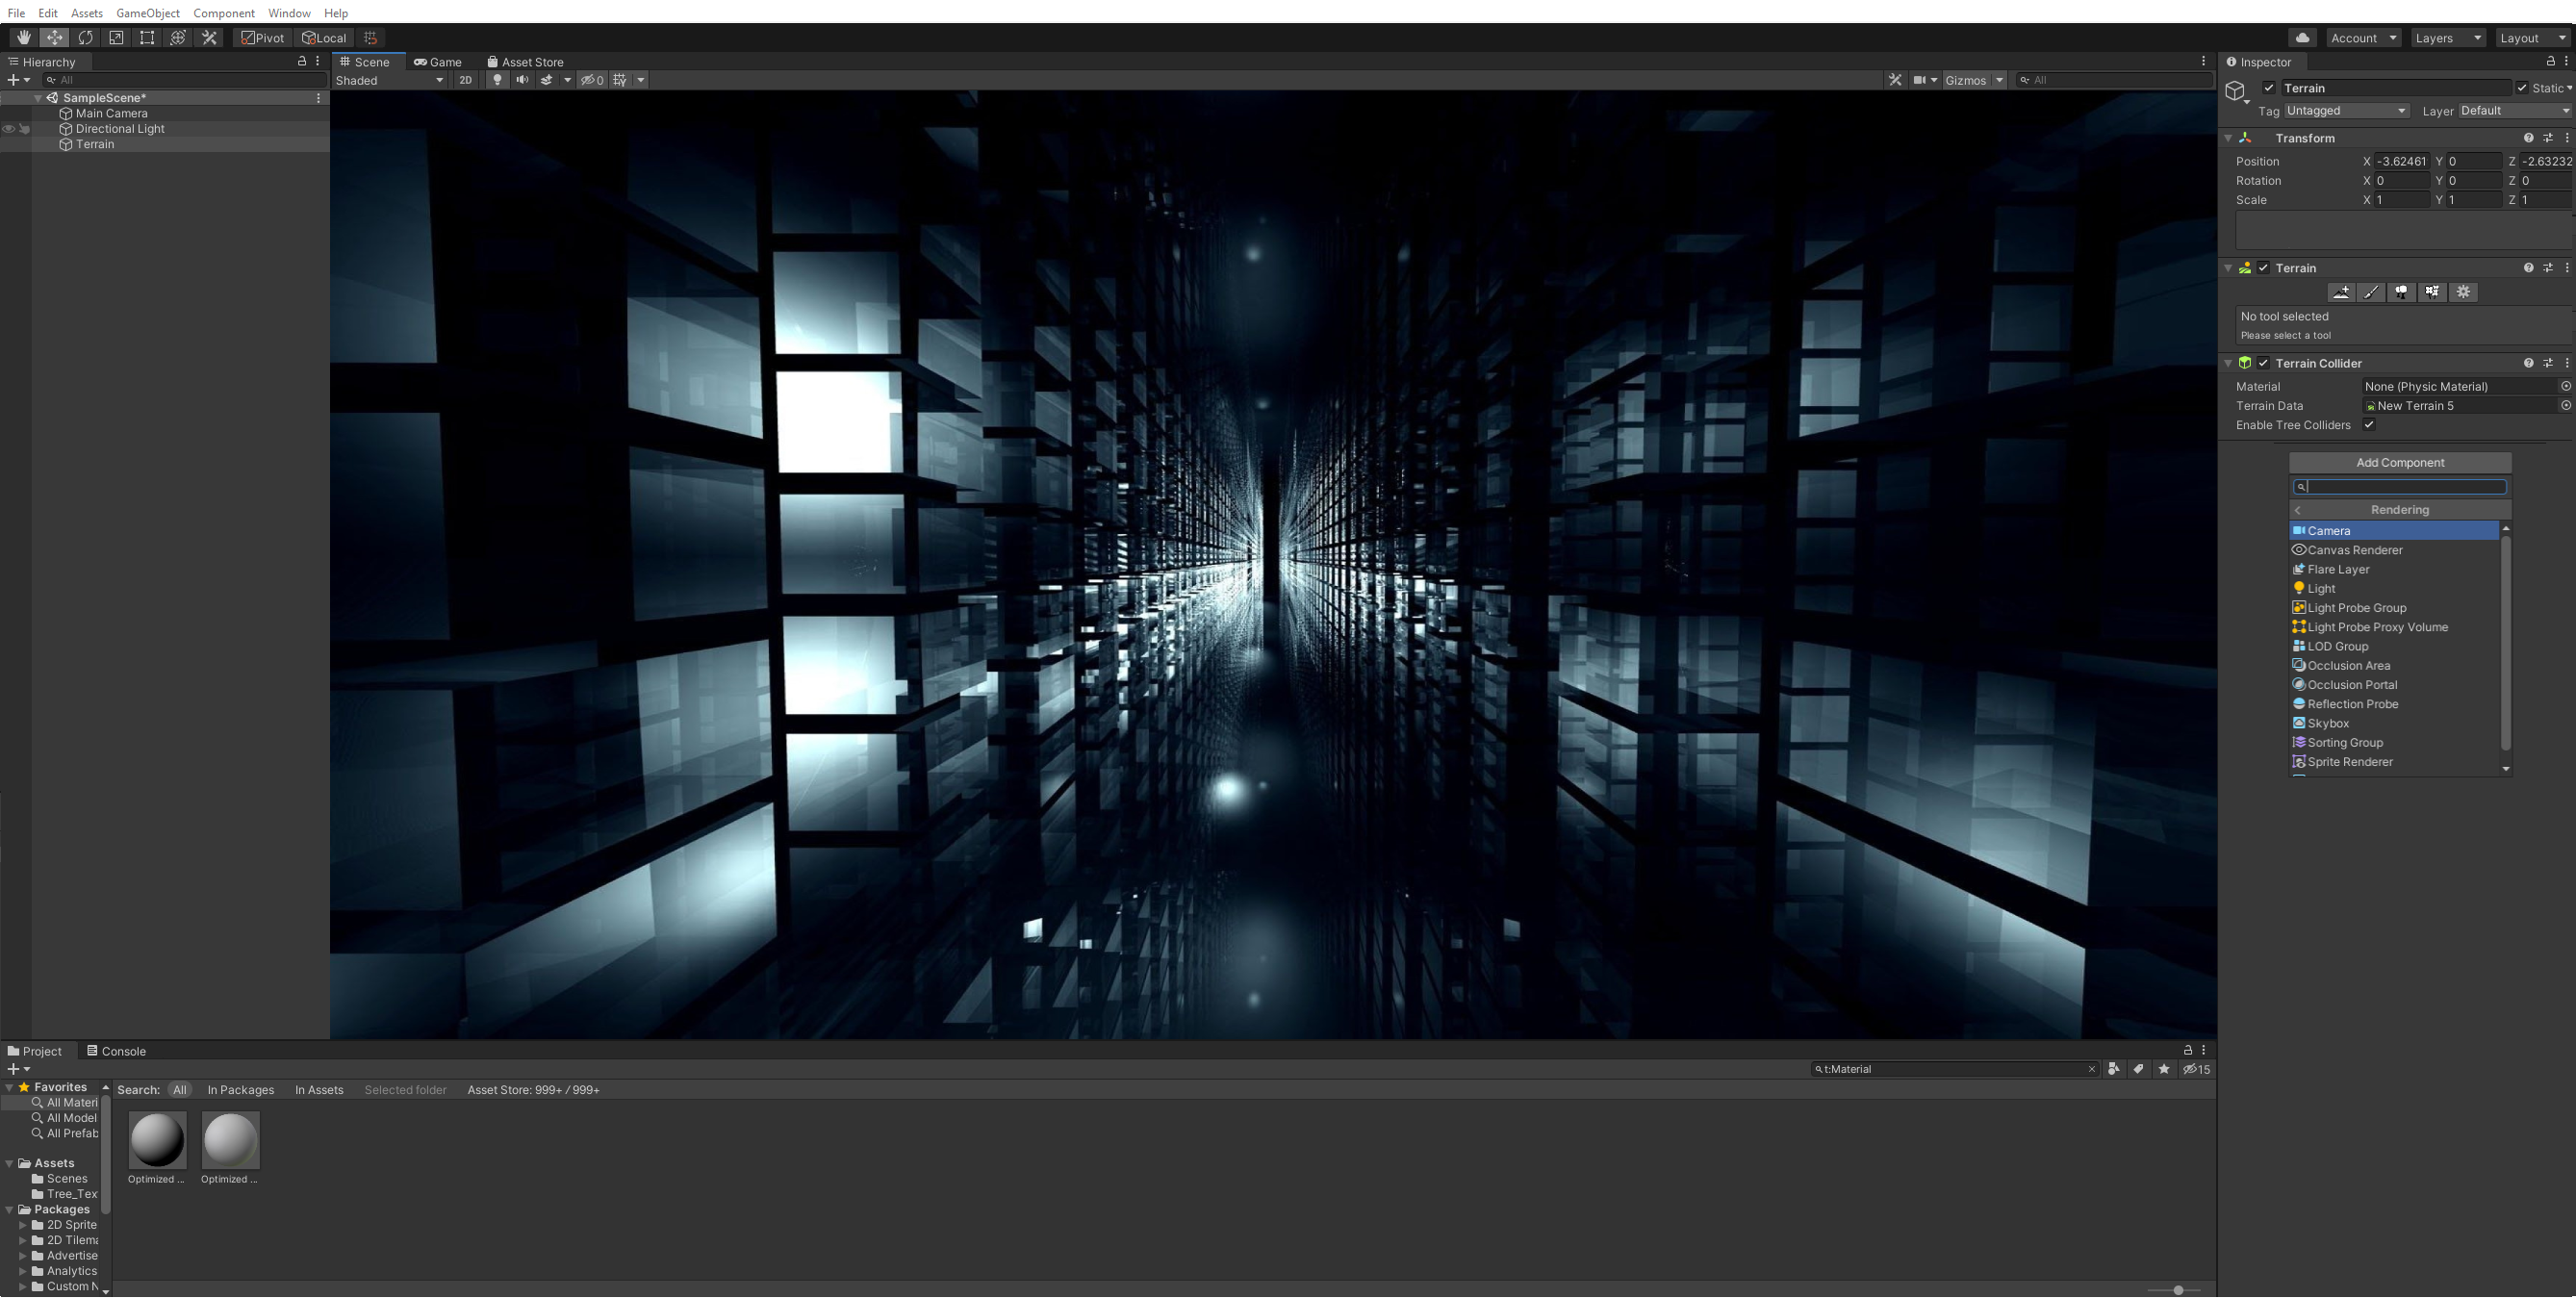 File Edit Assets GameObject Component Window Help
Pivot Local
Account Layers Layout
Hierarchy
All
SampleScene*
Main Camera
Directional Light
Terrain
Scene Game Asset Store
Shaded 2D 0 Gizmos All
Inspector
Terrain Static
Tag Untagged Layer Default
Transform
Position X -3.62461 Y 0 Z -2.63232
Rotation X 0 Y 0 Z 0
Scale X 1 Y 1 Z 1
Terrain
No tool selected
Please select a tool
Terrain Collider
Material None (Physic Material)
Terrain Data New Terrain 5
Enable Tree Colliders
Add Component
Rendering
Camera
Canvas Renderer
Flare Layer
Light
Light Probe Group
Light Probe Proxy Volume
LOD Group
Occlusion Area
Occlusion Portal
Reflection Probe
Skybox
Sorting Group
Sprite Renderer
Project Console
t:Material 15
Favorites
All Materi
All Model
All Prefab
Assets
Scenes
Tree_Tex
Packages
2D Sprite
2D Tilema
Advertise
Analytics
Custom N
Search: All In Packages In Assets Selected folder Asset Store: 999+ / 999+
Optimized ... Optimized ...